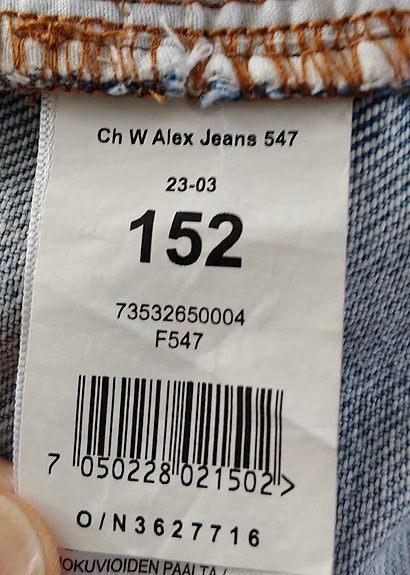 Ch W Alex Jeans 547
23-03
152
73532650004
F547
7 050228 021502 >
O/N3627716